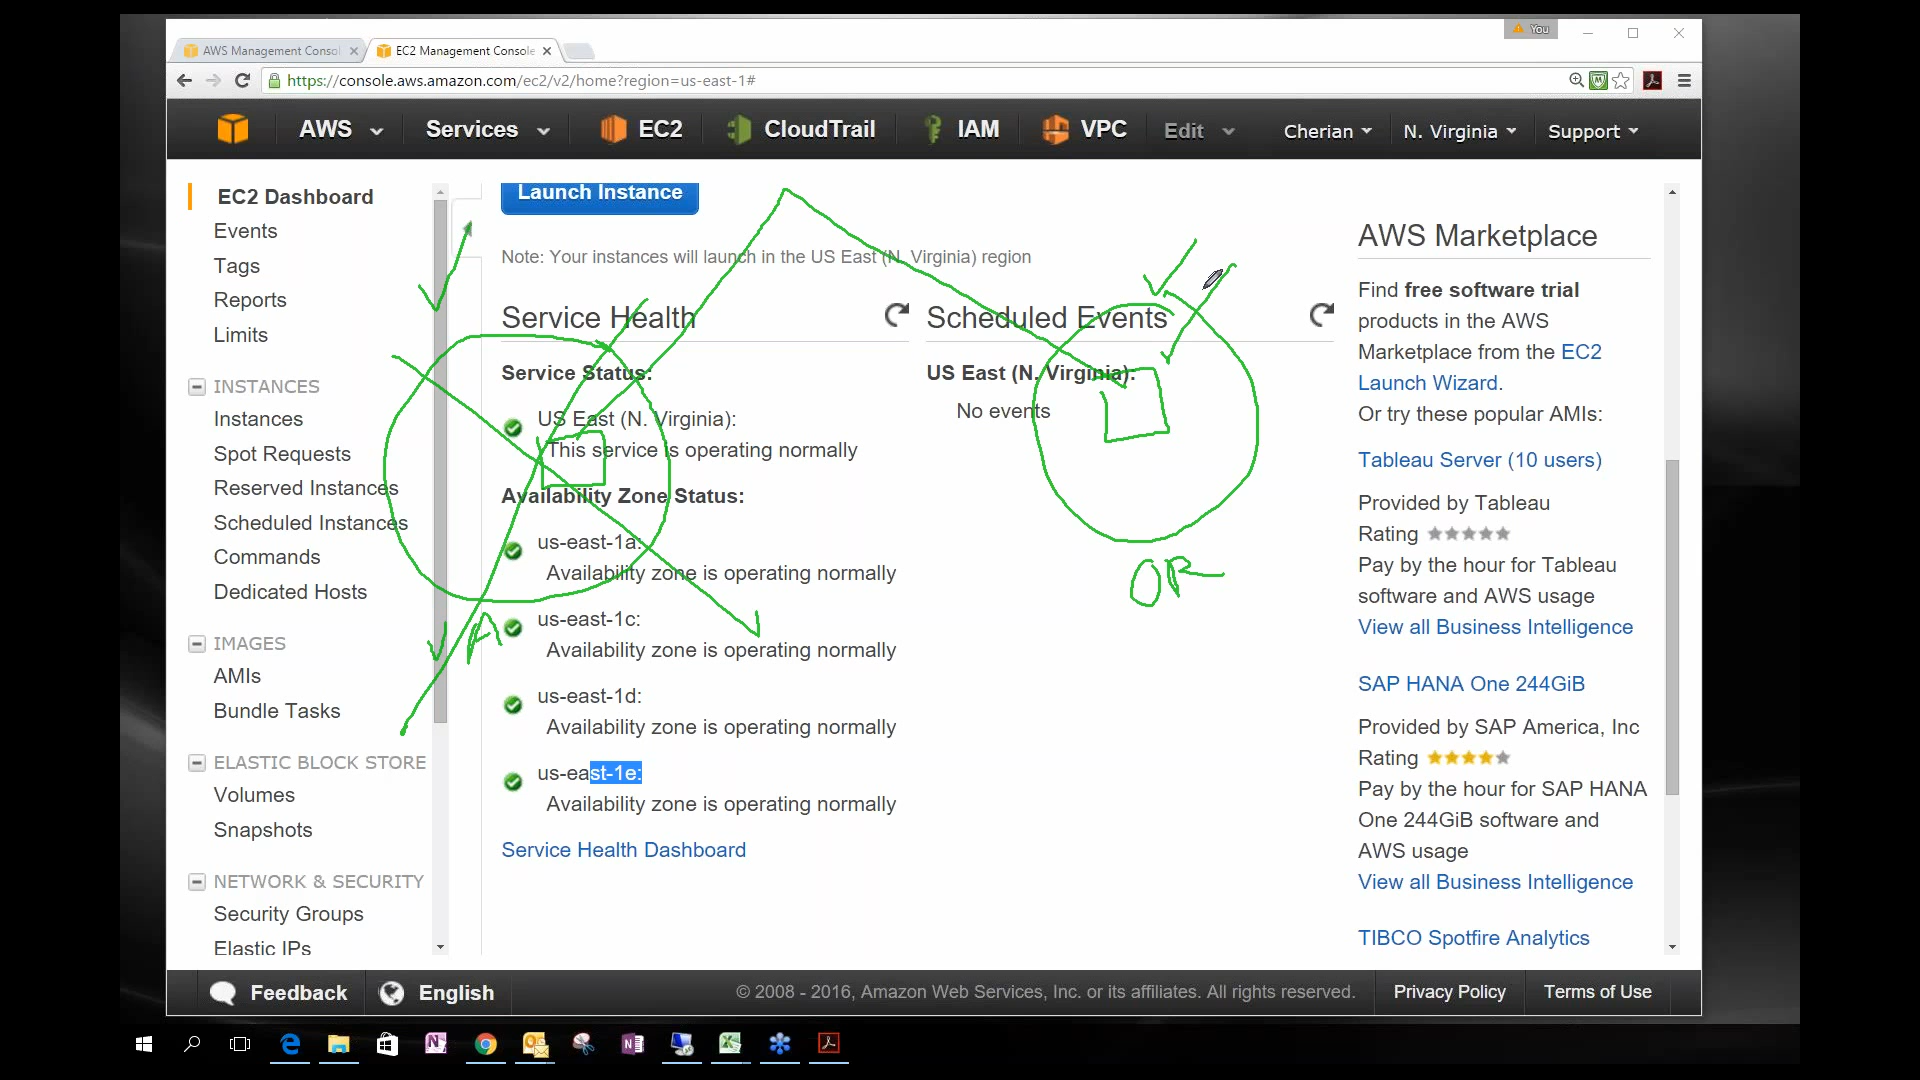 You
AWS Management Consol
EC2 Management Console
https://console.aws.amazon.com/ec2/v2/home?region=us-east-1#
AWS
Services
EC2
CloudTrail
IAM
VPC
Edit
Cherian
N. Virginia
Support
EC2 Dashboard
Events
Tags
Reports
Limits
INSTANCES
Instances
Spot Requests
Reserved Instances
Scheduled Instances
Commands
Dedicated Hosts
IMAGES
AMIs
Bundle Tasks
ELASTIC BLOCK STORE
Volumes
Snapshots
NETWORK & SECURITY
Security Groups
Elastic IPs
Launch Instance
Note: Your instances will launch in the US East (N. Virginia) region
Service Health
Service Status:
US East (N. Virginia):
This service is operating normally
Availability Zone Status:
us-east-1a:
Availability zone is operating normally
us-east-1c:
Availability zone is operating normally
us-east-1d:
Availability zone is operating normally
us-east-1e:
Availability zone is operating normally
Service Health Dashboard
Scheduled Events
US East (N. Virginia):
No events
OR
AWS Marketplace
Find free software trial
products in the AWS
Marketplace from the EC2
Launch Wizard.
Or try these popular AMIs:
Tableau Server (10 users)
Provided by Tableau
Rating
Pay by the hour for Tableau
software and AWS usage
View all Business Intelligence
SAP HANA One 244GiB
Provided by SAP America, Inc
Rating
Pay by the hour for SAP HANA
One 244GiB software and
AWS usage
View all Business Intelligence
TIBCO Spotfire Analytics
Feedback
English
© 2008 - 2016, Amazon Web Services, Inc. or its affiliates. All rights reserved.
Privacy Policy
Terms of Use